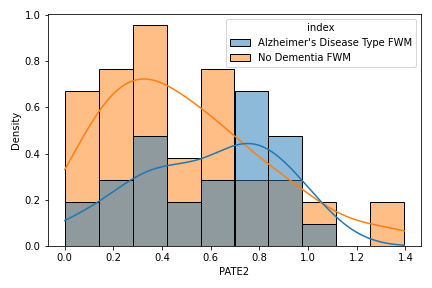 index
Alzheimer's Disease Type FWM
No Dementia FWM
1.0
0.8
0.6
0.4
0.2
0.0
Density
0.0 0.2 0.4 0.6 0.8 1.0 1.2 1.4
PATE2